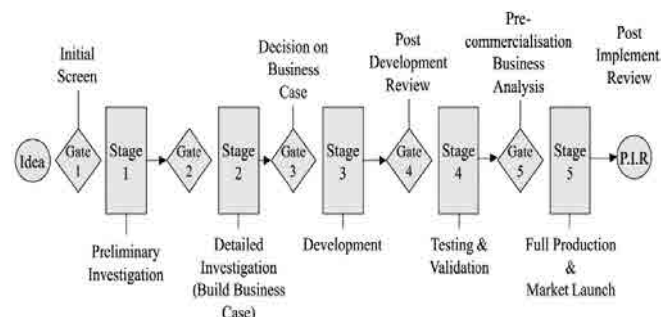 Initial
Screen
Decision on
Business
Case
Post
Development
Review
Pre-
commercialisation
Business
Analysis
Post
Implement
Review
Idea
Gate
1
Stage
1
Gate
2
Stage
2
Gate
3
Stage
3
Gate
4
Stage
4
Gate
5
Stage
5
P.I.R
Preliminary
Investigation
Detailed
Investigation
(Build Business
Case)
Development
Testing &
Validation
Full Production
&
Market Launch